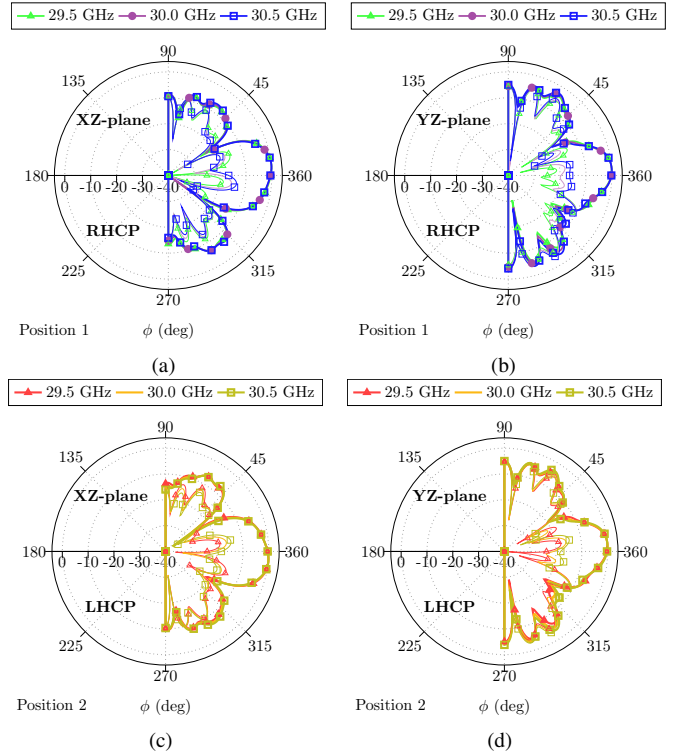 29.5 GHz 30.0 GHz 30.5 GHz
90
135 45
XZ-plane
180 360
0 -10 -20 -30 -40
RHCP
225 315
270
Position 1 ϕ (deg)
(a)
29.5 GHz 30.0 GHz 30.5 GHz
90
135 45
YZ-plane
180 360
0 -10 -20 -30 -40
RHCP
225 315
270
Position 1 ϕ (deg)
(b)
29.5 GHz 30.0 GHz 30.5 GHz
90
135 45
XZ-plane
180 360
0 -10 -20 -30 -40
LHCP
225 315
270
Position 2 ϕ (deg)
(c)
29.5 GHz 30.0 GHz 30.5 GHz
90
135 45
YZ-plane
180 360
0 -10 -20 -30 -40
LHCP
225 315
270
Position 2 ϕ (deg)
(d)